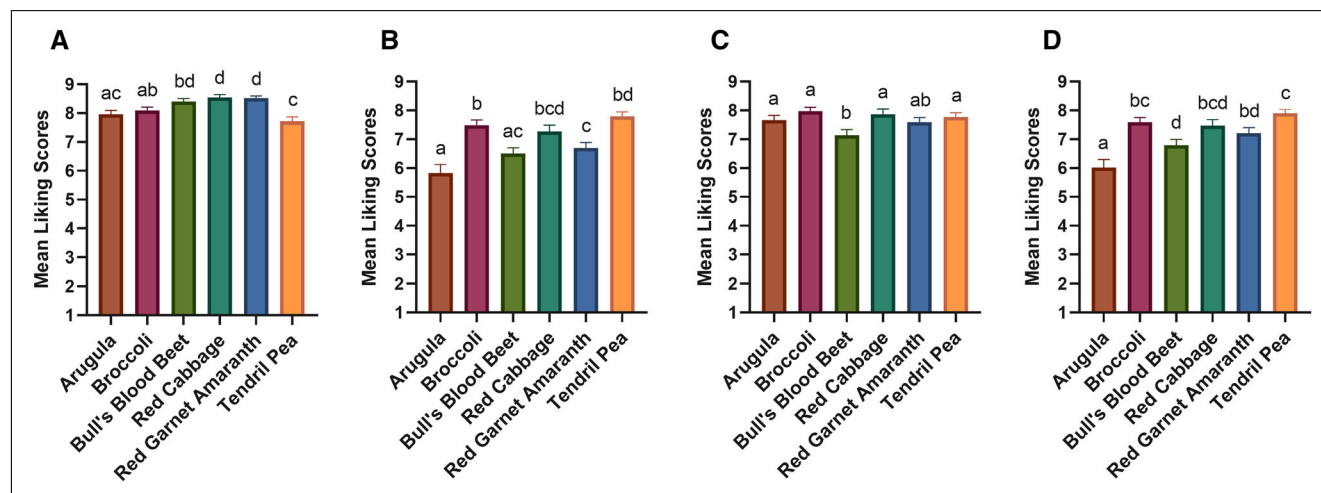 A
Mean Liking Scores
9
8
7
6
5
4
3
2
1
ac
ab
bd
d
d
c
Arugula
Broccoli
Bull's Blood Beet
Red Cabbage
Red Garnet Amaranth
Tendril Pea
B
Mean Liking Scores
9
8
7
6
5
4
3
2
1
a
b
ac
bcd
c
bd
Arugula
Broccoli
Bull's Blood Beet
Red Cabbage
Red Garnet Amaranth
Tendril Pea
C
Mean Liking Scores
9
8
7
6
5
4
3
2
1
a
a
b
a
ab
a
Arugula
Broccoli
Bull's Blood Beet
Red Cabbage
Red Garnet Amaranth
Tendril Pea
D
Mean Liking Scores
9
8
7
6
5
4
3
2
1
a
bc
d
bcd
bd
c
Arugula
Broccoli
Bull's Blood Beet
Red Cabbage
Red Garnet Amaranth
Tendril Pea